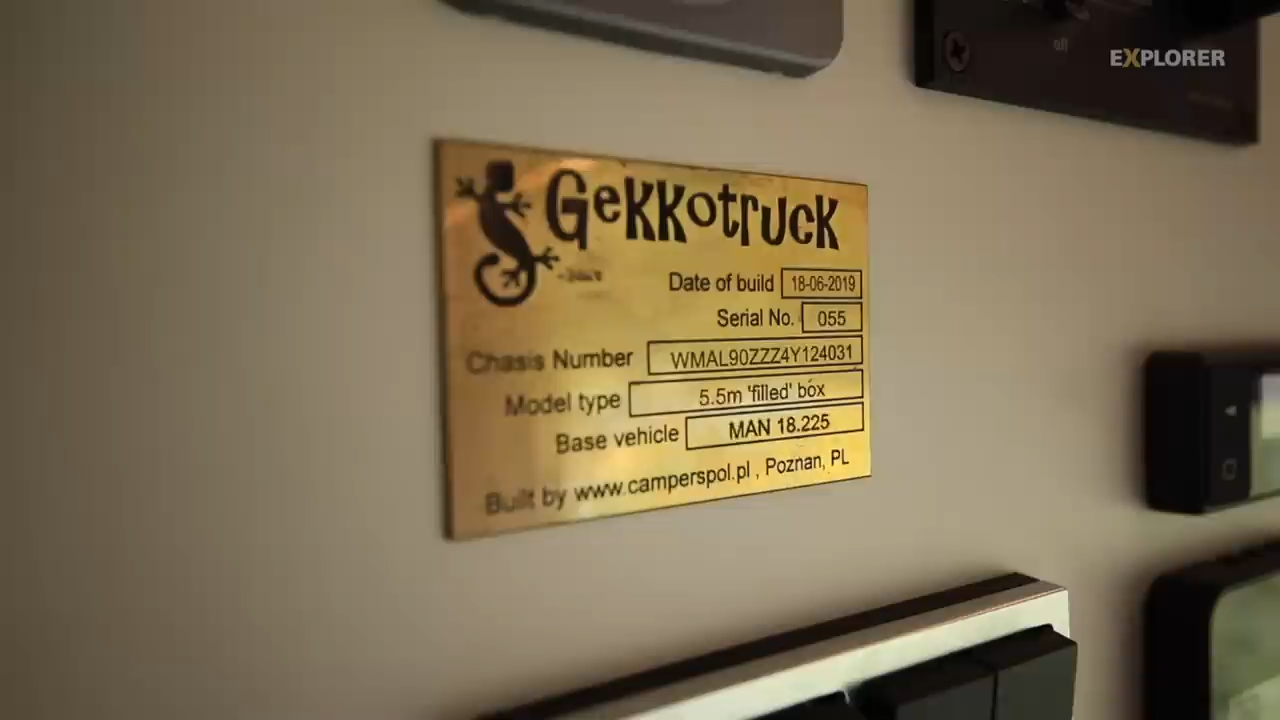 EXPLORER
off
Gekkotruck
Date of build 18-06-2019
Serial No. 055
Chasis Number WMAL90ZZZ4Y124031
Model type 5.5m 'filled' box
Base vehicle MAN 18.225
Built by www.camperspol.pl , Poznan, PL